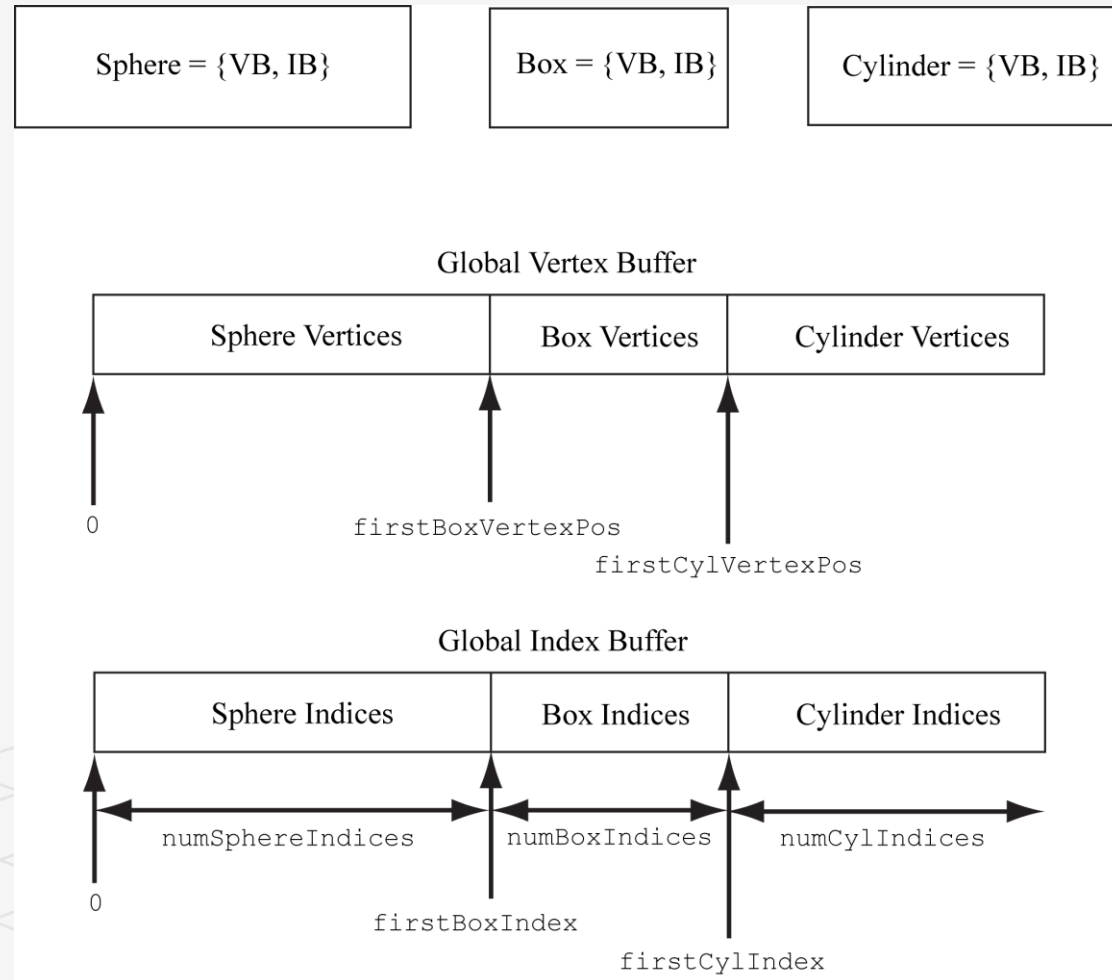 Sphere = {VB, IB}
Box = {VB, IB}
Cylinder = {VB, IB}
Global Vertex Buffer
Sphere Vertices
Box Vertices
Cylinder Vertices
0
firstBoxVertexPos
firstCylVertexPos
Global Index Buffer
Sphere Indices
Box Indices
Cylinder Indices
numSphereIndices
numBoxIndices
numCylIndices
0
firstBoxIndex
firstCylIndex